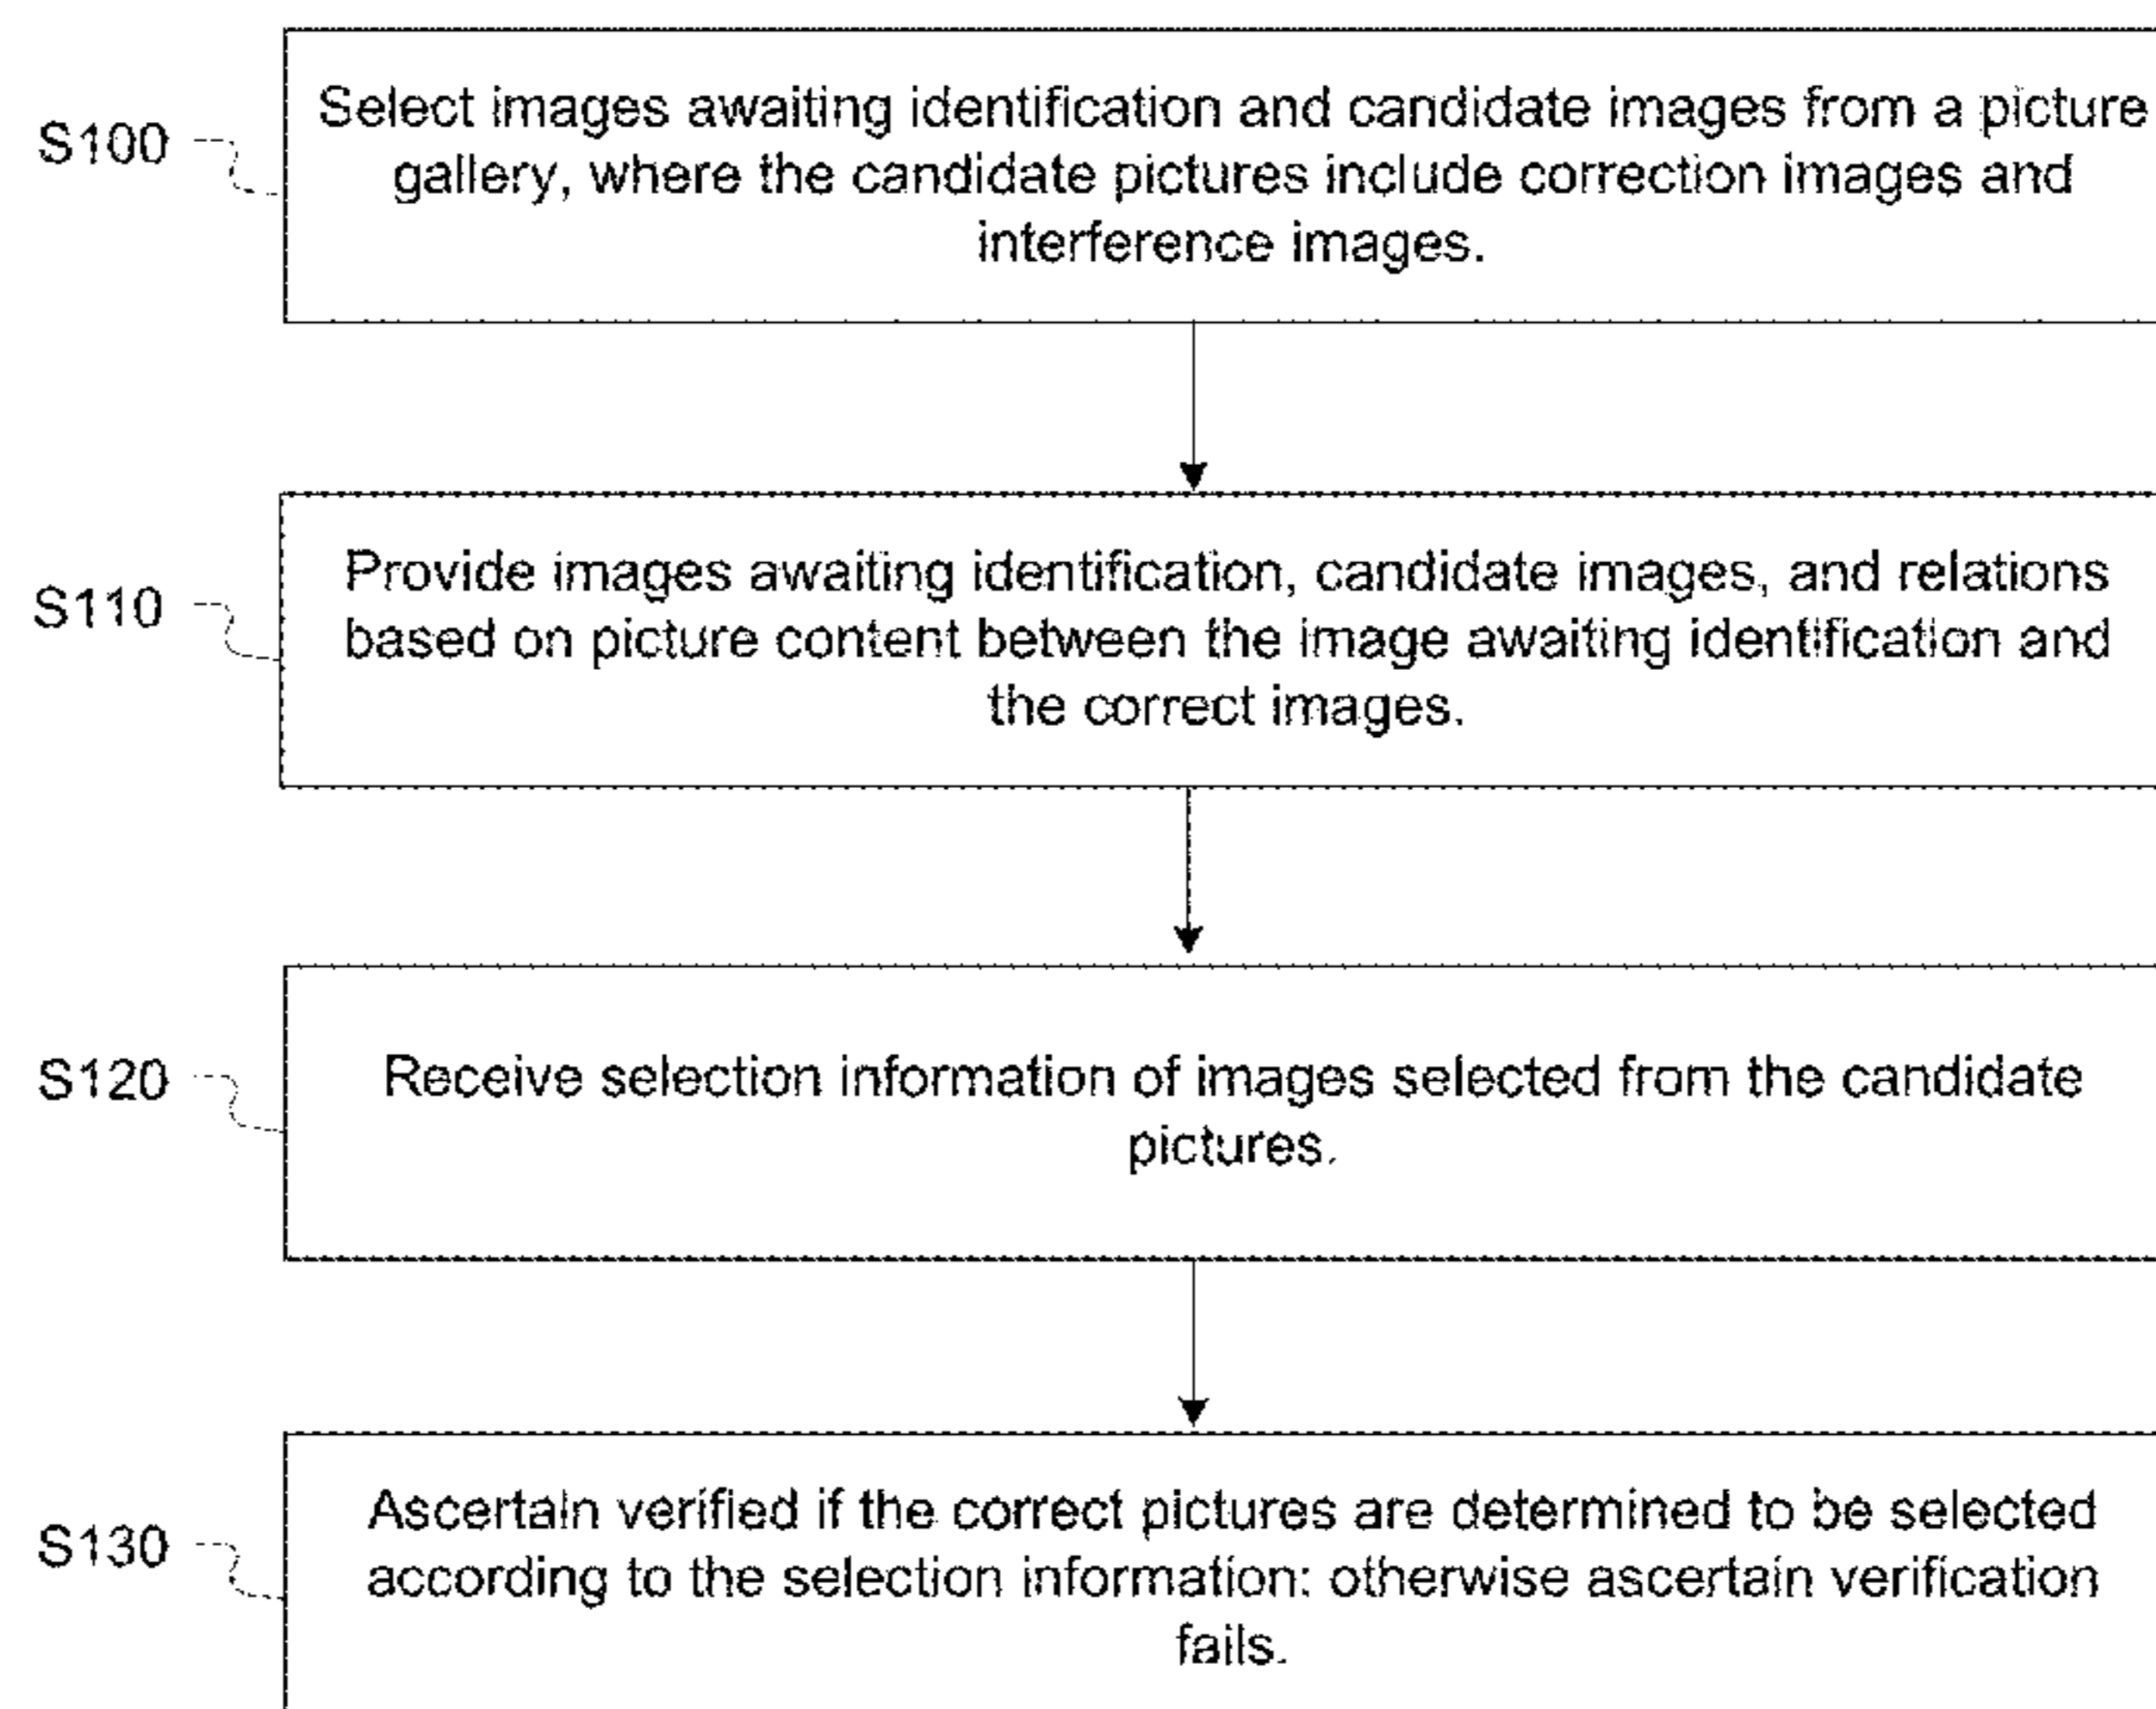 S100
Select images awaiting identification and candidate images from a picture
gallery, where the candidate pictures include correction images and
interference images.
S110
Provide images awaiting identification, candidate images, and relations
based on picture content between the image awaiting identification and
the correct images.
S120
Receive selection information of images selected from the candidate
pictures.
S130
Ascertain verified if the correct pictures are determined to be selected
according to the selection information: otherwise ascertain verification
fails.